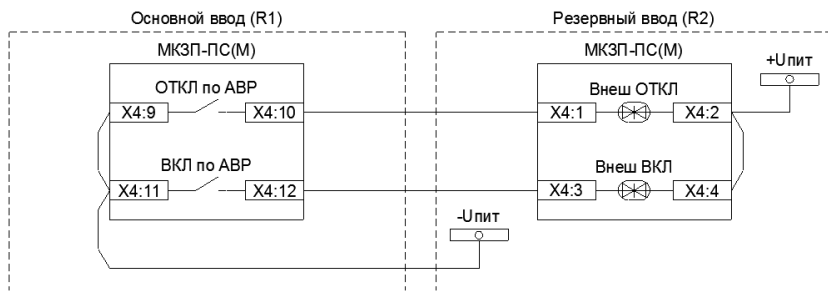 Основной ввод (R1)
Резервный ввод (R2)
МКЗП-ПС(М)
МКЗП-ПС(М)
+Uпит
ОТКЛ по АВР
Внеш ОТКЛ
X4:9
X4:10
X4:1
X4:2
ВКЛ по АВР
Внеш ВКЛ
X4:11
X4:12
X4:3
X4:4
-Uпит